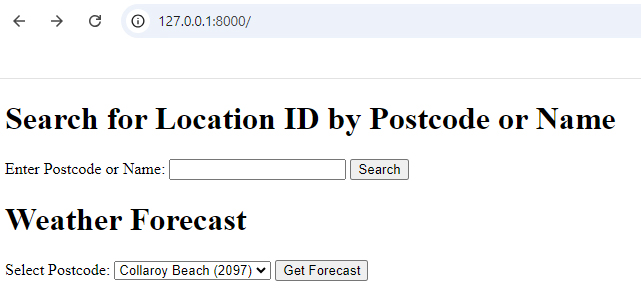 127.0.0.1:8000/
Search for Location ID by Postcode or Name
Enter Postcode or Name: Search
Weather Forecast
Select Postcode: Collaroy Beach (2097) Get Forecast